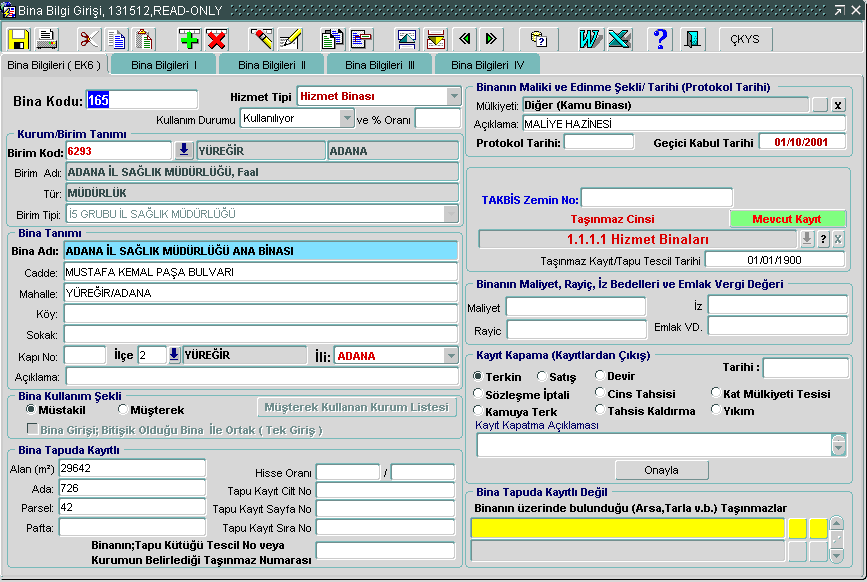 Bina Bilgi Girişi, 131512,READ-ONLY
ÇKYS
Bina Bilgileri ( EK6 )
Bina Bilgileri I
Bina Bilgileri II
Bina Bilgileri III
Bina Bilgileri IV
Bina Kodu: 165
Hizmet Tipi Hizmet Binası
Kullanım Durumu Kullanılıyor ve % Oranı
Kurum/Birim Tanımı
Birim Kod: 6293 YÜREĞİR ADANA
Birim Adı: ADANA İL SAĞLIK MÜDÜRLÜĞÜ, Faal
Tür: MÜDÜRLÜK
Birim Tipi: İ5 GRUBU İL SAĞLIK MÜDÜRLÜĞÜ
Bina Tanımı
Bina Adı: ADANA İL SAĞLIK MÜDÜRLÜĞÜ ANA BİNASI
Cadde: MUSTAFA KEMAL PAŞA BULVARI
Mahalle: YÜREĞİR/ADANA
Köy:
Sokak:
Kapı No: İlçe 2 YÜREĞİR İli: ADANA
Açıklama:
Bina Kullanım Şekli
Müstakil Müşterek Müşterek Kullanan Kurum Listesi
Bina Girişi; Bitişik Olduğu Bina İle Ortak ( Tek Giriş )
Bina Tapuda Kayıtlı
Alan (m²) 29642
Ada: 726
Parsel: 42
Pafta:
Hisse Oranı /
Tapu Kayıt Cilt No
Tapu Kayıt Sayfa No
Tapu Kayıt Sıra No
Binanın;Tapu Kütüğü Tescil No veya
Kurumun Belirlediği Taşınmaz Numarası
Binanın Maliki ve Edinme Şekli/ Tarihi (Protokol Tarihi)
Mülkiyeti: Diğer (Kamu Binası) x
Açıklama: MALİYE HAZİNESİ
Protokol Tarihi: Geçici Kabul Tarihi 01/10/2001
TAKBİS Zemin No:
Taşınmaz Cinsi Mevcut Kayıt
1.1.1.1 Hizmet Binaları ? x
Taşınmaz Kayıt/Tapu Tescil Tarihi 01/01/1900
Binanın Maliyet, Rayiç, İz Bedelleri ve Emlak Vergi Değeri
Maliyet İz
Rayic Emlak VD.
Kayıt Kapama (Kayıtlardan Çıkış)
Tarihi :
Terkin Satış Devir
Sözleşme İptali Cins Tahsisi Kat Mülkiyeti Tesisi
Kamuya Terk Tahsis Kaldırma Yıkım
Kayıt Kapatma Açıklaması
Onayla
Bina Tapuda Kayıtlı Değil
Binanın üzerinde bulunduğu (Arsa,Tarla v.b.) Taşınmazlar